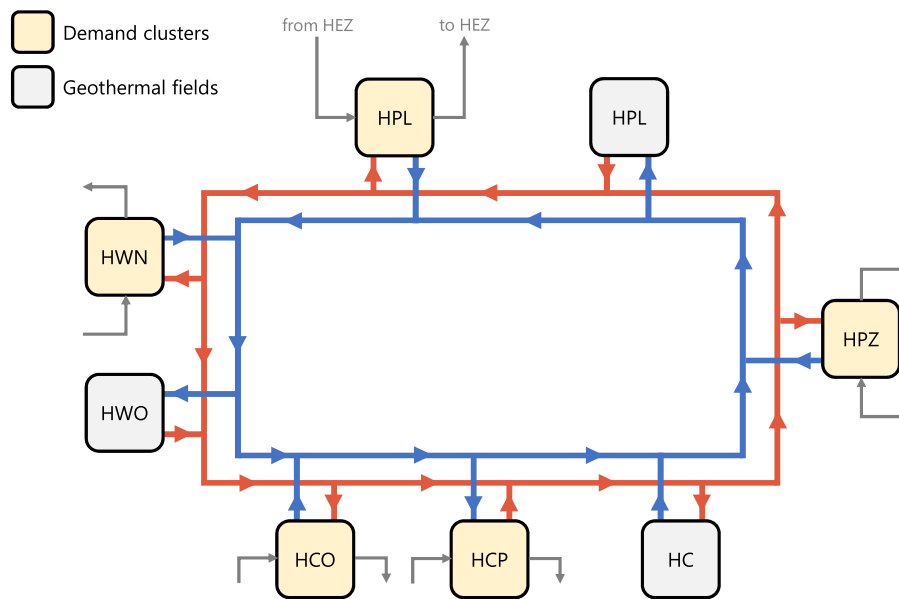 from HEZ
to HEZ
Demand clusters
Geothermal fields
HPL
HPL
HWN
HPZ
HWO
HCO
HCP
HC